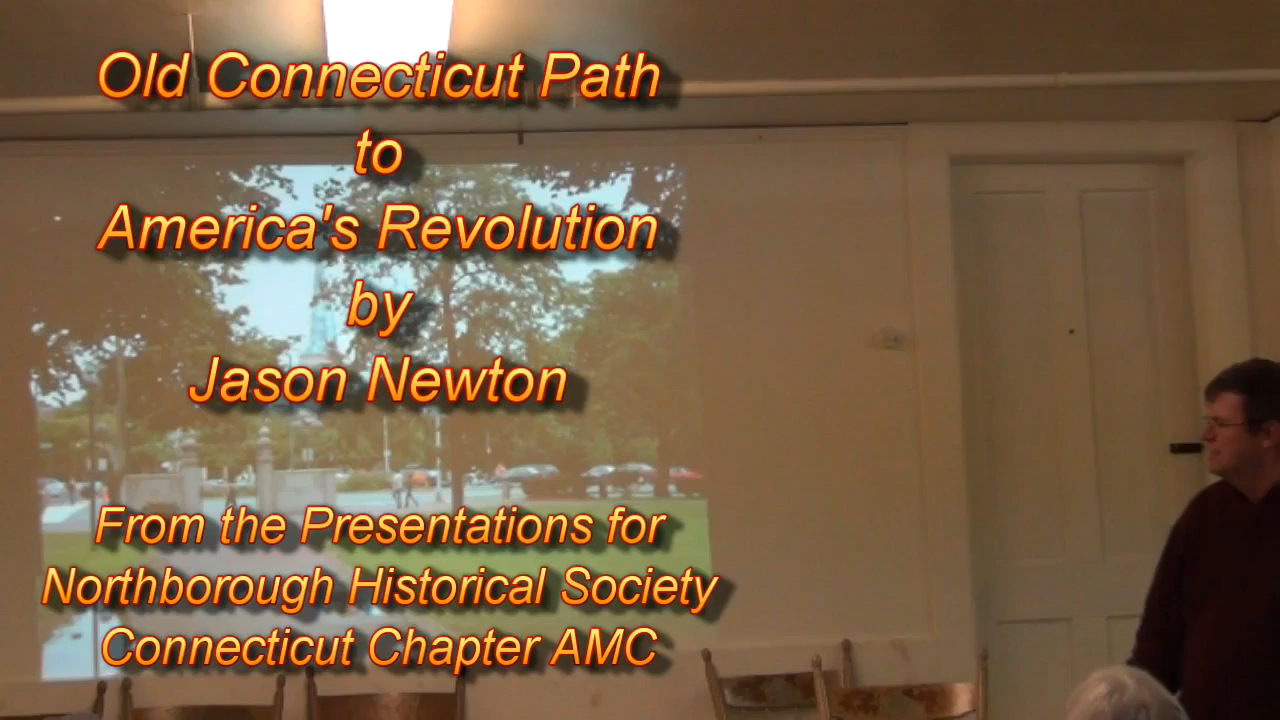 Old Connecticut Path
to
America's Revolution
by
Jason Newton
From the Presentations for
Northborough Historical Society
Connecticut Chapter AMC